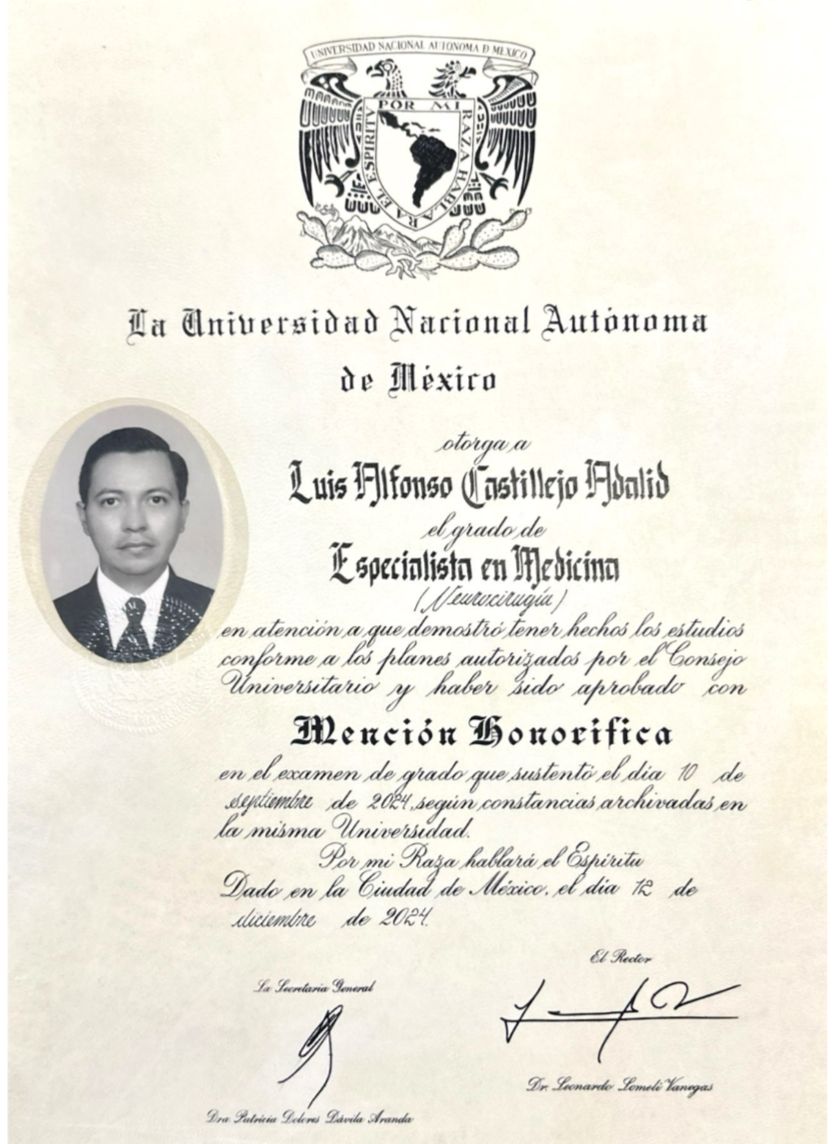 UNIVERSIDAD NACIONAL AUTONOMA D MEXICO
POR MI RAZA HABLARA EL ESPIRITU
La Universidad Nacional Autónoma
de México
otorga a
Luis Alfonso Castillejo Adalid
el grado de
Especialista en Medicina
(Neurocirugía)
en atención a que demostró tener hechos los estudios
conforme a los planes autorizados por el Consejo
Universitario y haber sido aprobado con
Mención Honorífica
en el examen de grado que sustentó el día 10 de
septiembre de 2024, según constancias archivadas en
la misma Universidad.
Por mi Raza hablará el Espíritu
Dado en la Ciudad de México, el día 12 de
diciembre de 2024.
El Rector
La Secretaria General
Dr. Leonardo Lomelí Vanegas
Dra Patricia Dolores Dávila Aranda